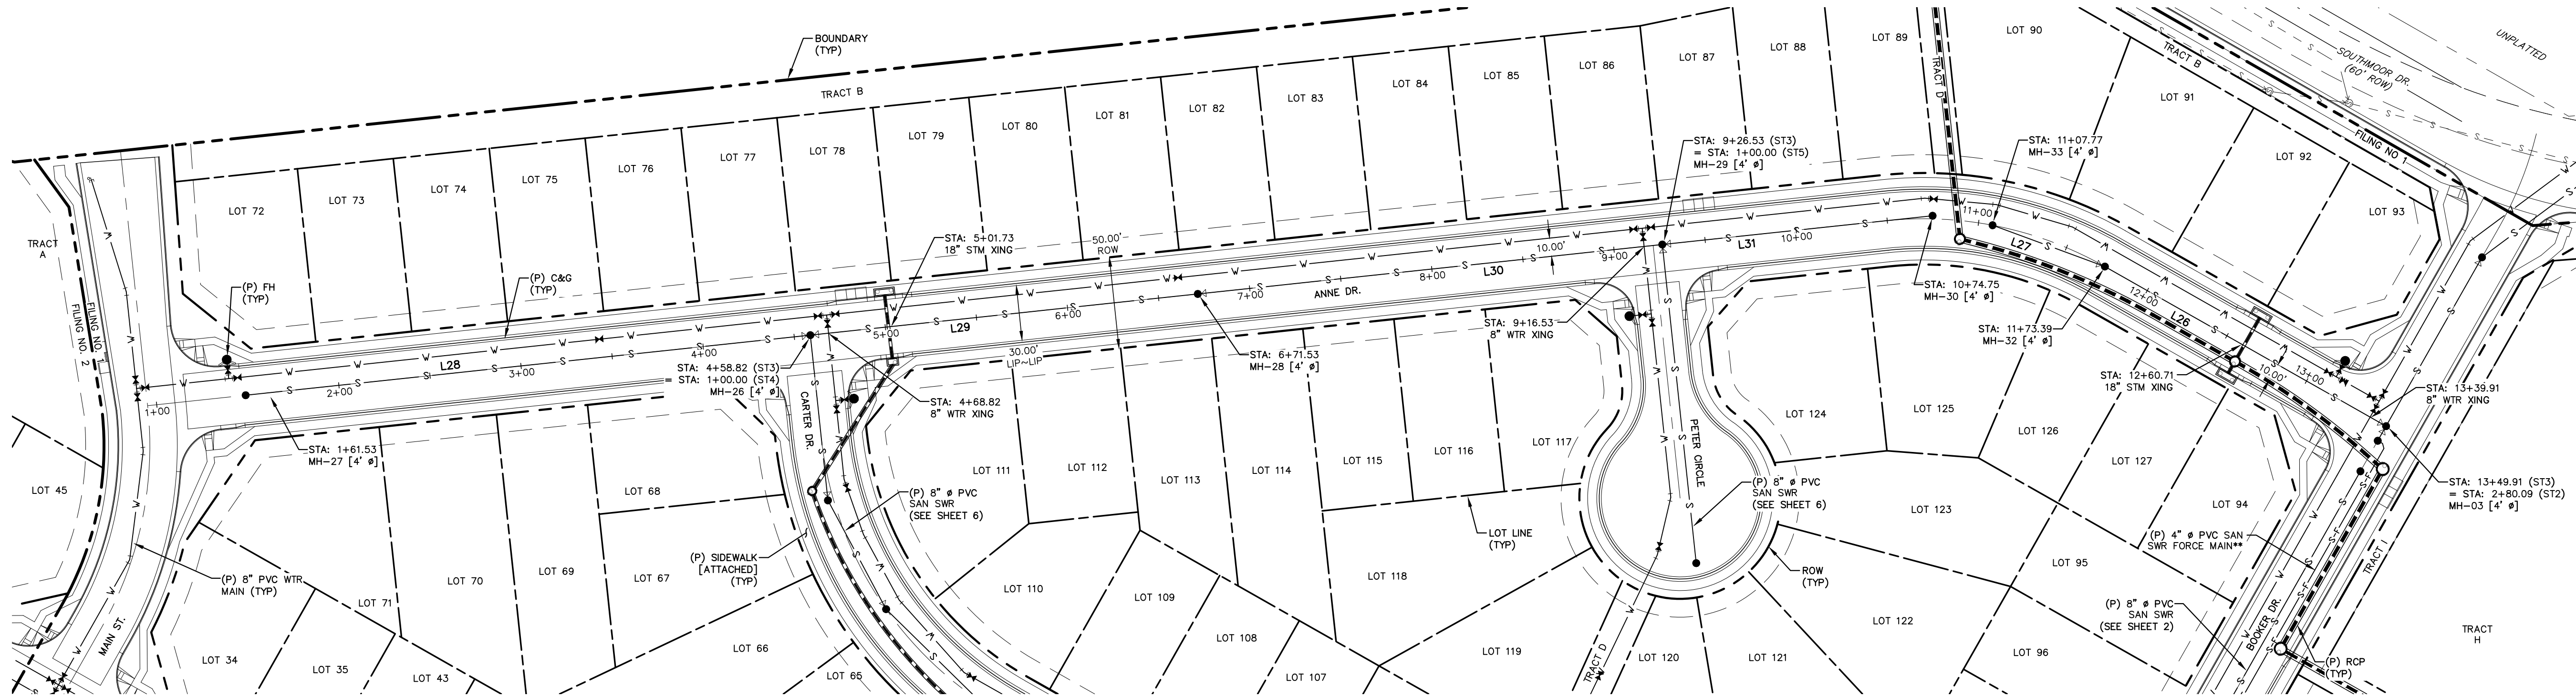 BOUNDARY
(TYP)
TRACT B
LOT 72
LOT 73
LOT 74
LOT 75
LOT 76
LOT 77
LOT 78
LOT 79
LOT 80
LOT 81
LOT 82
LOT 83
LOT 84
LOT 85
LOT 86
LOT 87
LOT 88
LOT 89
TRACT D
LOT 90
TRACT B
LOT 91
FILING NO 1
LOT 92
LOT 93
SOUTHMOOR DR.
(60' ROW)
UNPLATTED
TRACT
A
FILING NO. 1
FILING NO. 2
(P) FH
(TYP)
(P) C&G
(TYP)
STA: 5+01.73
18" STM XING
50.00'
ROW
STA: 9+26.53 (ST3)
= STA: 1+00.00 (ST5)
MH-29 [4' ø]
STA: 11+07.77
MH-33 [4' ø]
1+00
2+00
L28
3+00
4+00
5+00
L29
6+00
7+00
ANNE DR.
8+00
L30
10.00'
9+00
L31
10+00
11+00
L27
12+00
L26
13+00
10.00'
30.00'
LIP~LIP
STA: 1+61.53
MH-27 [4' ø]
STA: 4+58.82 (ST3)
= STA: 1+00.00 (ST4)
MH-26 [4' ø]
STA: 4+68.82
8" WTR XING
STA: 6+71.53
MH-28 [4' ø]
STA: 9+16.53
8" WTR XING
STA: 10+74.75
MH-30 [4' ø]
STA: 11+73.39
MH-32 [4' ø]
STA: 12+60.71
18" STM XING
STA: 13+39.91
8" WTR XING
STA: 13+49.91 (ST3)
= STA: 2+80.09 (ST2)
MH-03 [4' ø]
CARTER DR.
PETER CIRCLE
LOT 45
LOT 68
LOT 111
LOT 112
LOT 113
LOT 114
LOT 115
LOT 116
LOT 117
LOT 124
LOT 125
LOT 126
LOT 127
LOT 94
LOT 123
(P) 8" ø PVC
SAN SWR
(SEE SHEET 6)
(P) 8" ø PVC
SAN SWR
(SEE SHEET 6)
LOT LINE
(TYP)
(P) SIDEWALK
[ATTACHED]
(TYP)
(P) 4" ø PVC SAN
SWR FORCE MAIN**
(P) 8" PVC WTR
MAIN (TYP)
MAIN ST.
LOT 70
LOT 69
LOT 67
LOT 71
LOT 66
LOT 65
LOT 34
LOT 35
LOT 43
LOT 110
LOT 109
LOT 108
LOT 107
LOT 118
LOT 119
TRACT D
LOT 120
LOT 121
ROW
(TYP)
LOT 122
LOT 95
LOT 96
(P) 8" ø PVC
SAN SWR
(SEE SHEET 2)
BOOKER DR.
TRACT I
TRACT
H
(P) RCP
(TYP)